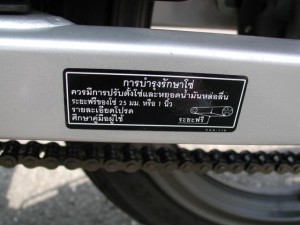 การบำรุงรักษาโซ่
ควรมีการปรับตั้งโซ่และหยอดน้ำมันหล่อลื่น
ระยะฟรีของโซ่ 25 มม. หรือ 1 นิ้ว
รายละเอียดโปรด
ศึกษาคู่มือผู้ใช้
ระยะฟรี